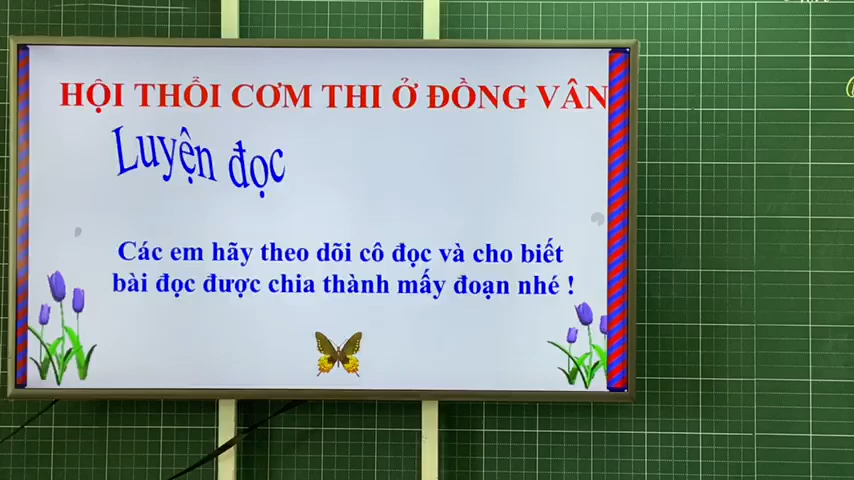 HỘI THỔI CƠM THI Ở ĐỒNG VÂN
Luyện đọc
Các em hãy theo dõi cô đọc và cho biết
bài đọc được chia thành mấy đoạn nhé !